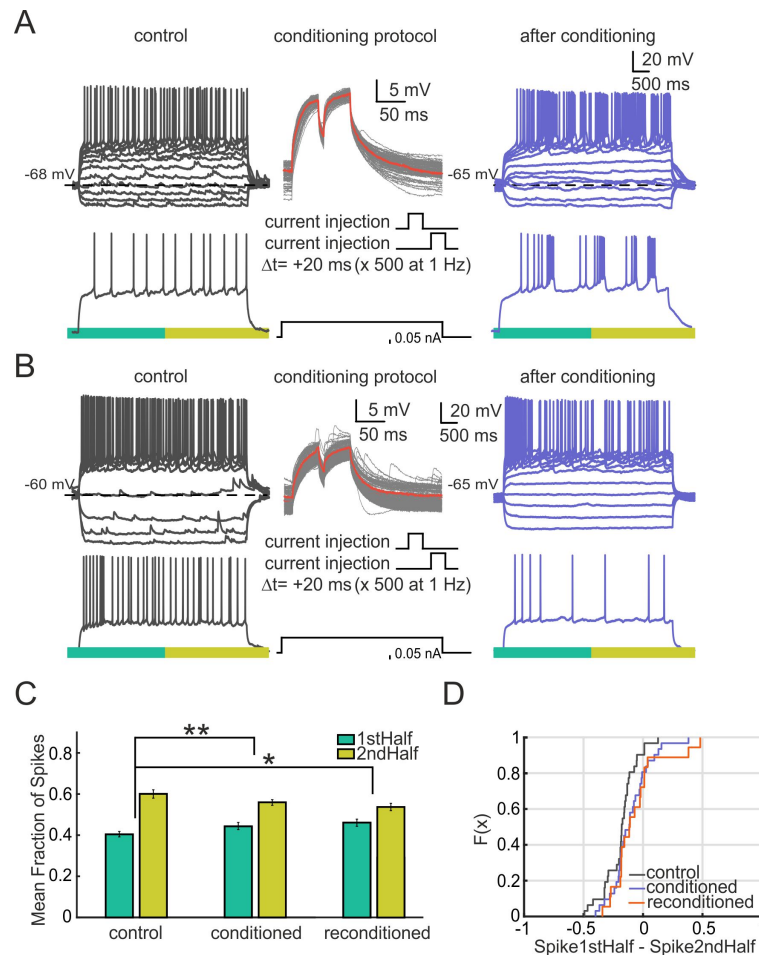 A
control
conditioning protocol
after conditioning
20 mV
500 ms
5 mV
50 ms
-68 mV
-65 mV
current injection
current injection
Δt= +20 ms (x 500 at 1 Hz)
0.05 nA
B
control
conditioning protocol
after conditioning
5 mV
50 ms
20 mV
500 ms
-60 mV
-65 mV
current injection
current injection
Δt= +20 ms (x 500 at 1 Hz)
0.05 nA
C
Mean Fraction of Spikes
0.8
0.6
0.4
0.2
0
**
*
1stHalf
2ndHalf
control
conditioned
reconditioned
D
F(x)
1
0.8
0.6
0.4
0.2
0
control
conditioned
reconditioned
-1
-0.5
0
0.5
Spike1stHalf - Spike2ndHalf